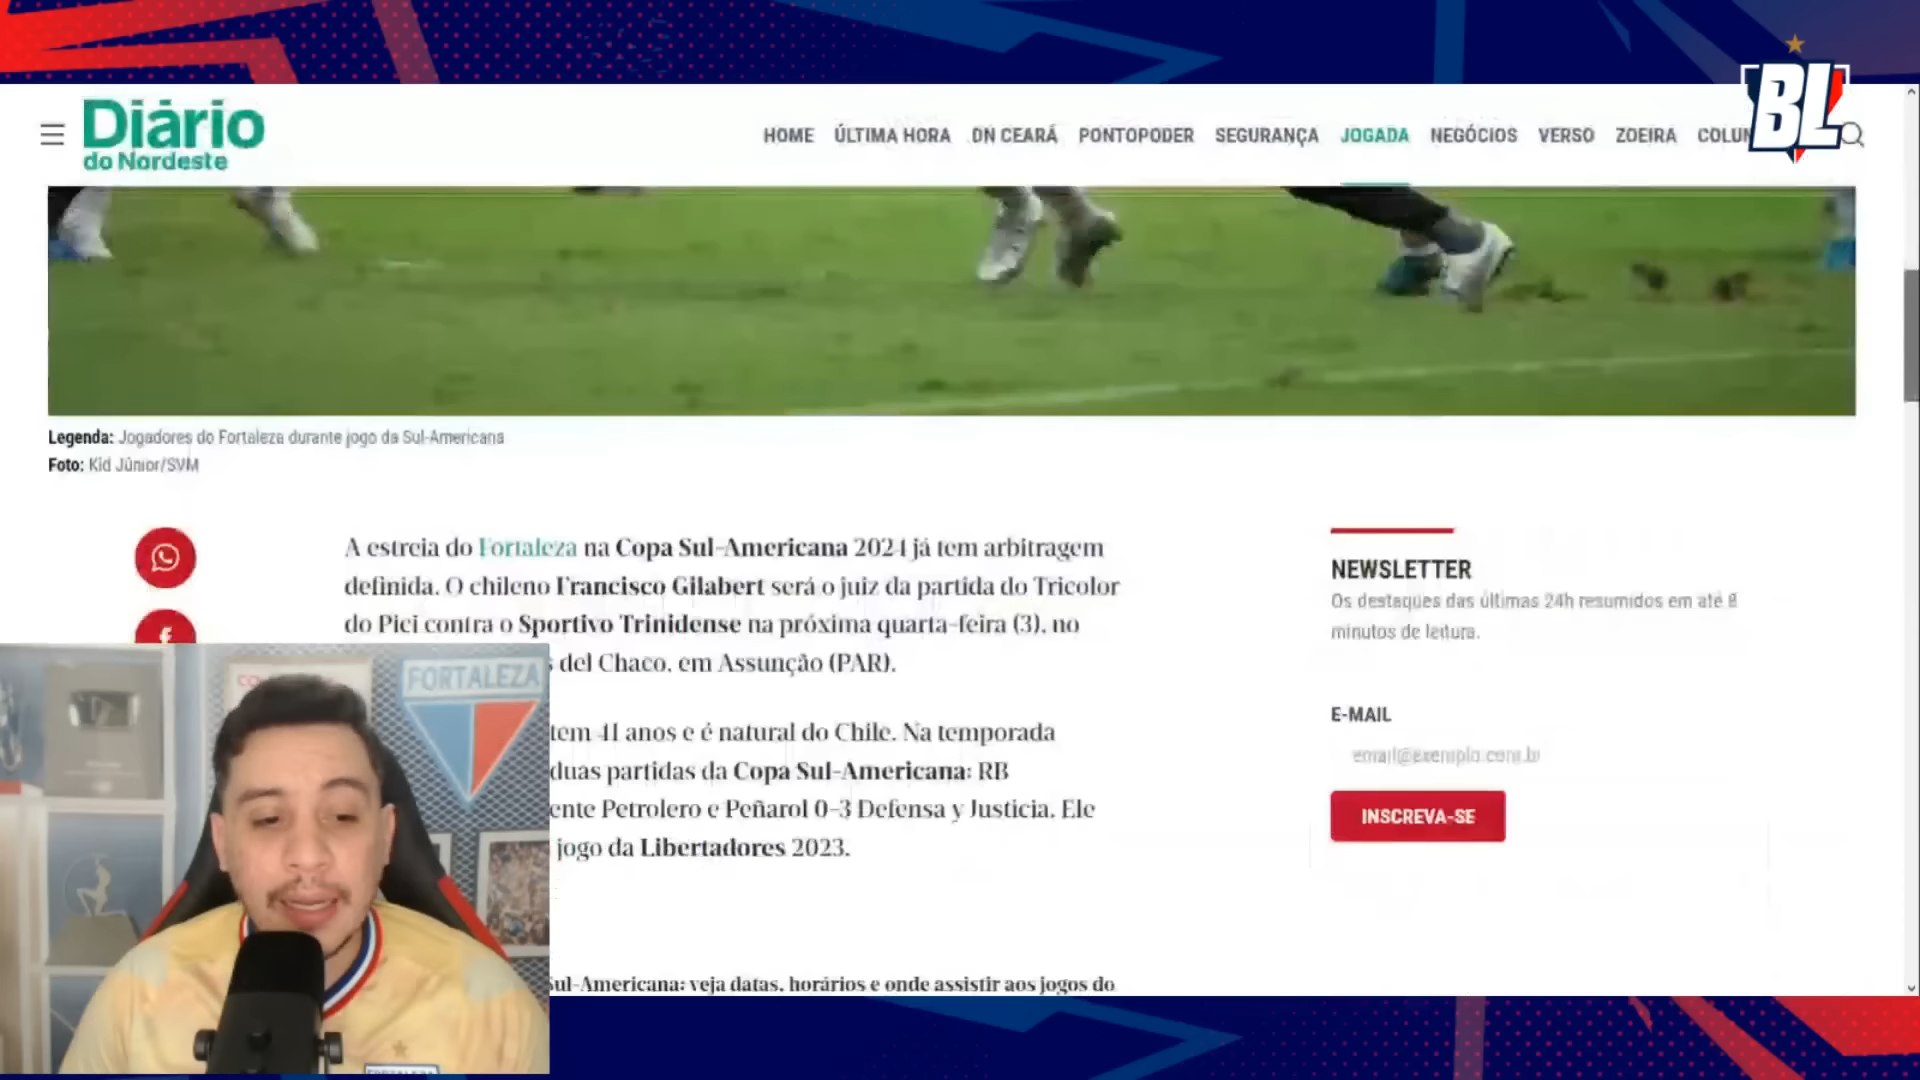 BL
Diário
do Nordeste
HOME ÚLTIMA HORA DN CEARÁ PONTOPODER SEGURANÇA JOGADA NEGÓCIOS VERSO ZOEIRA COLUN
Legenda: Jogadores do Fortaleza durante jogo da Sul-Americana
Foto: Kid Júnior/SVM
A estreia do Fortaleza na Copa Sul-Americana 2024 já tem arbitragem
definida. O chileno Francisco Gilabert será o juiz da partida do Tricolor
do Pici contra o Sportivo Trinidense na próxima quarta-feira (3), no
del Chaco, em Assunção (PAR).
tem 41 anos e é natural do Chile. Na temporada
duas partidas da Copa Sul-Americana: RB
ente Petrolero e Peñarol 0-3 Defensa y Justicia. Ele
jogo da Libertadores 2023.
Sul-Americana: veja datas, horários e onde assistir aos jogos do
NEWSLETTER
Os destaques das últimas 24h resumidos em até 8
minutos de leitura.
E-MAIL
email@exemplo.com.br
INSCREVA-SE
FORTALEZA
FORTALEZA